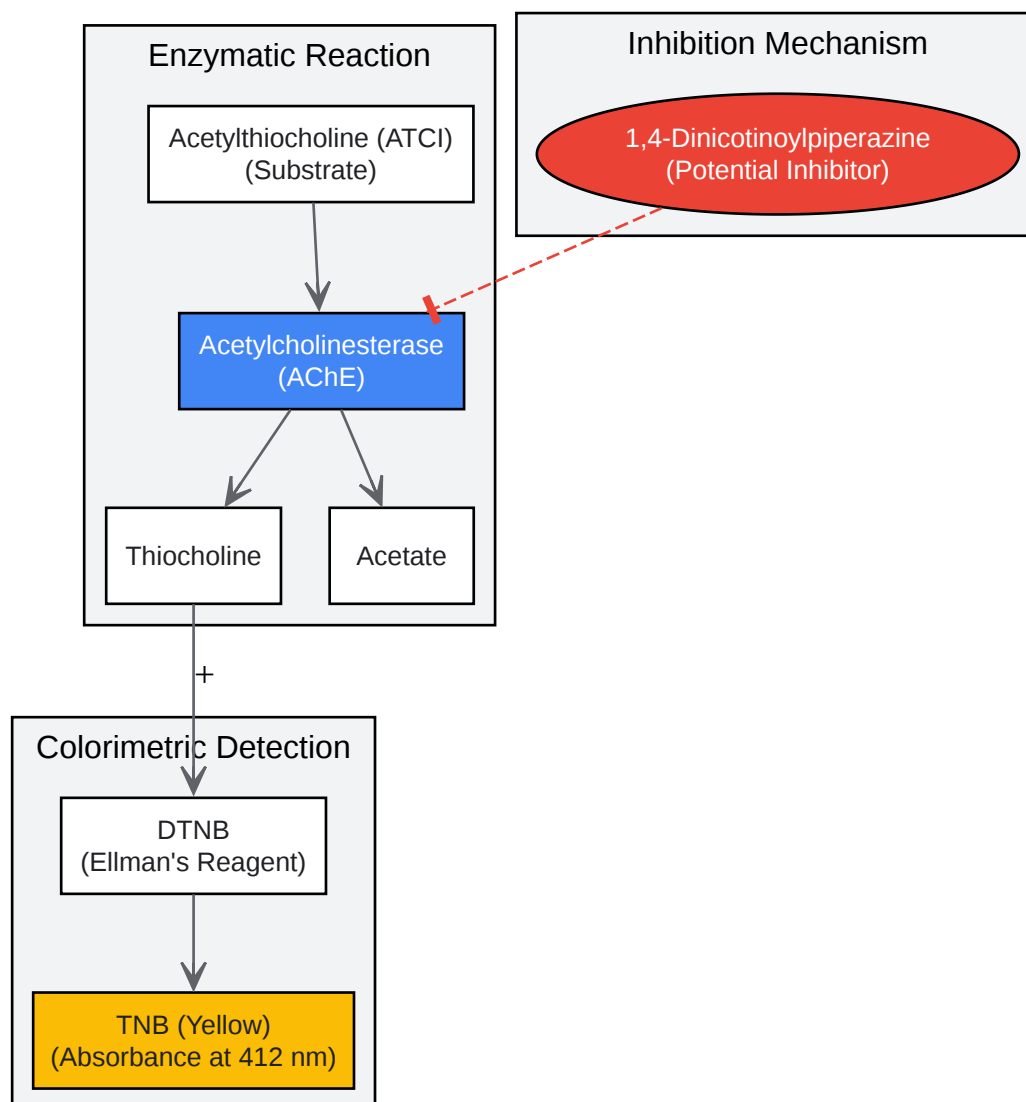 Enzymatic Reaction
Acetylthiocholine (ATCI)
(Substrate)
Acetylcholinesterase
(AChE)
Thiocholine
Acetate
Inhibition Mechanism
1,4-Dinicotinoylpiperazine
(Potential Inhibitor)
+
Colorimetric Detection
DTNB
(Ellman's Reagent)
TNB (Yellow)
(Absorbance at 412 nm)